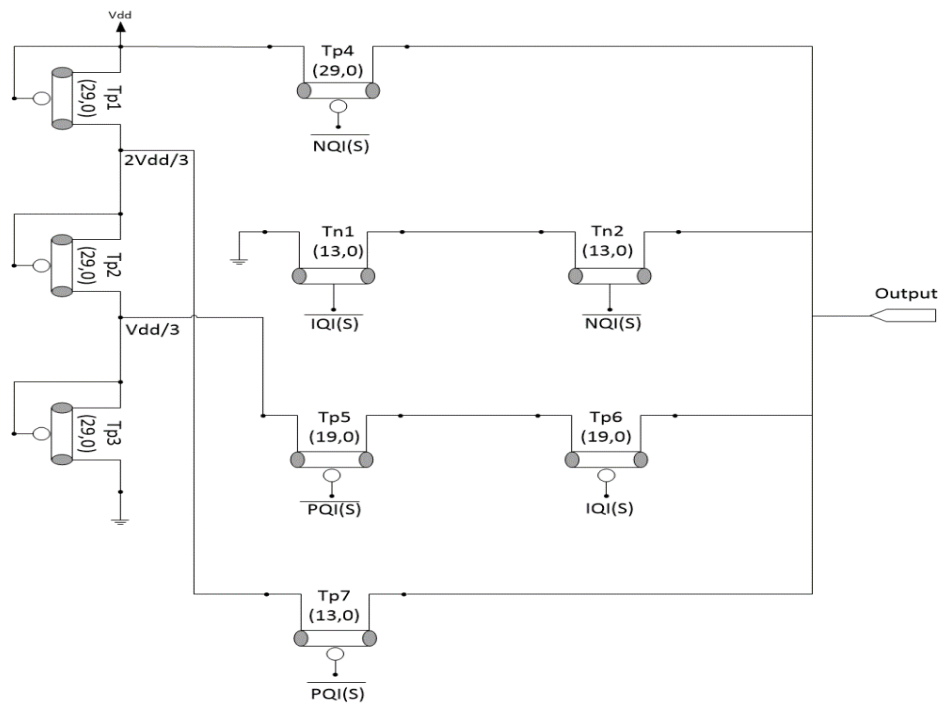 Vdd
Tp1
(29,0)
2Vdd/3
Tp2
(29,0)
Vdd/3
Tp3
(29,0)
Tp4
(29,0)
NQI(S)
Tn1
(13,0)
IQI(S)
Tn2
(13,0)
NQI(S)
Output
Tp5
(19,0)
PQI(S)
Tp6
(19,0)
IQI(S)
Tp7
(13,0)
PQI(S)